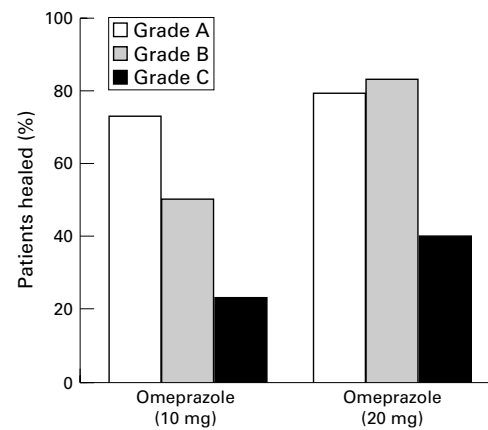 100
80
60
40
20
0
Patients healed (%)
Grade A
Grade B
Grade C
Omeprazole
(10 mg)
Omeprazole
(20 mg)